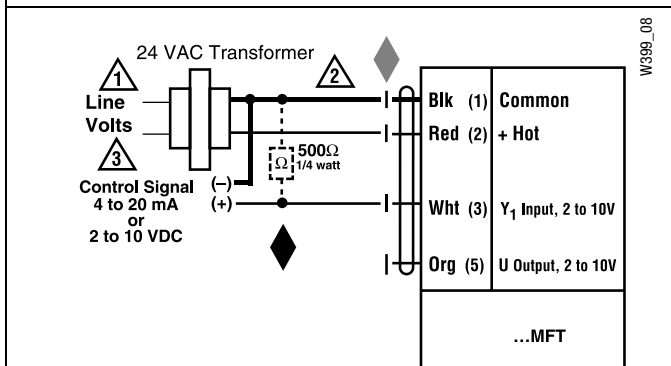 W399_08
24 VAC Transformer
1
2
Line
Volts
3
Control Signal
4 to 20 mA
or
2 to 10 VDC
(–)
(+)
Ω
500Ω
1/4 watt
Blk (1) Common
Red (2) + Hot
Wht (3) Y1 Input, 2 to 10V
Org (5) U Output, 2 to 10V
...MFT